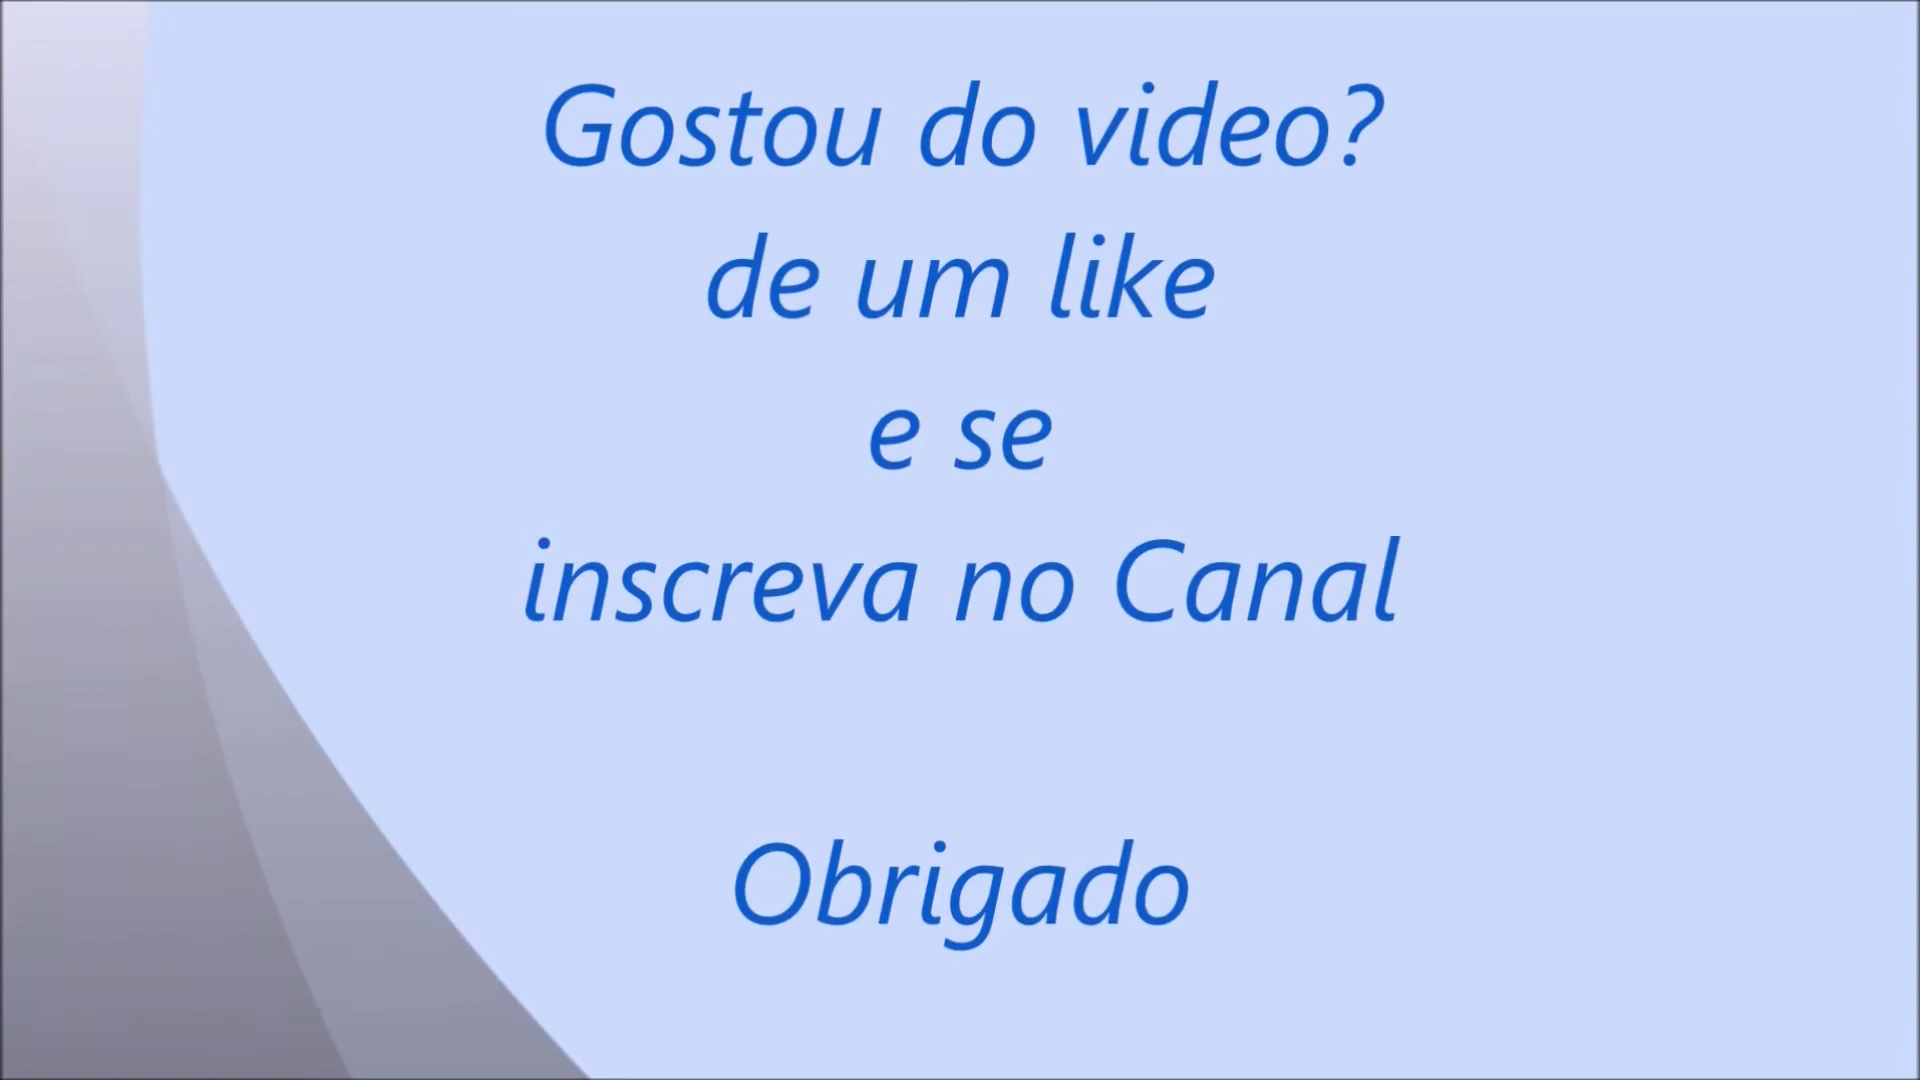 Gostou do video?
de um like
e se
inscreva no Canal
Obrigado